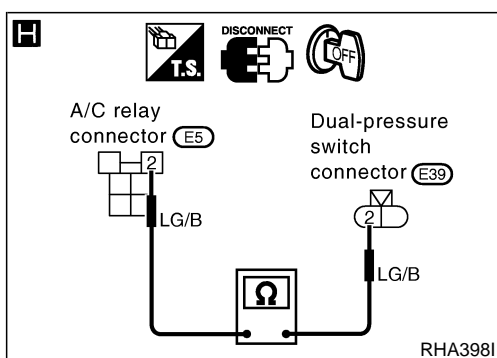 H
T.S.
DISCONNECT
OFF
A/C relay
connector E5
2
LG/B
Dual-pressure
switch
connector E39
2
LG/B
Ω
RHA398I